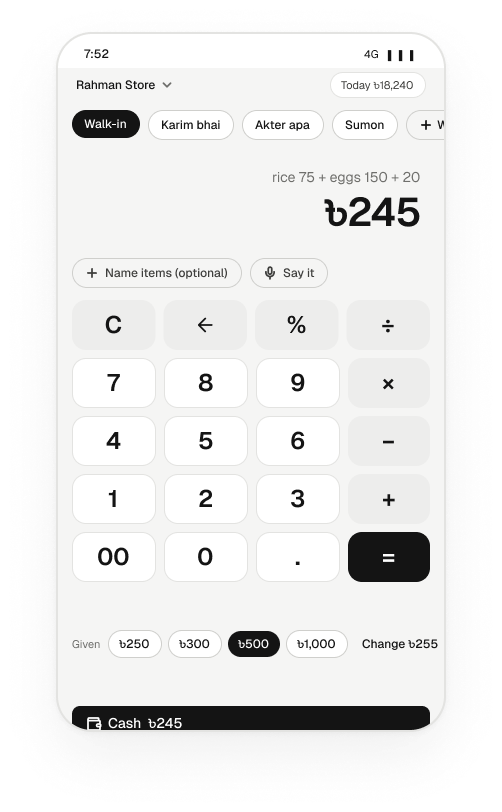 7:52 4G
Rahman Store Today ৳18,240
Walk-in Karim bhai Akter apa Sumon +
rice 75 + eggs 150 + 20
৳245
+ Name items (optional) Say it
C ← % ÷
7 8 9 ×
4 5 6 −
1 2 3 +
00 0 . =
Given ৳250 ৳300 ৳500 ৳1,000 Change ৳255
Cash ৳245